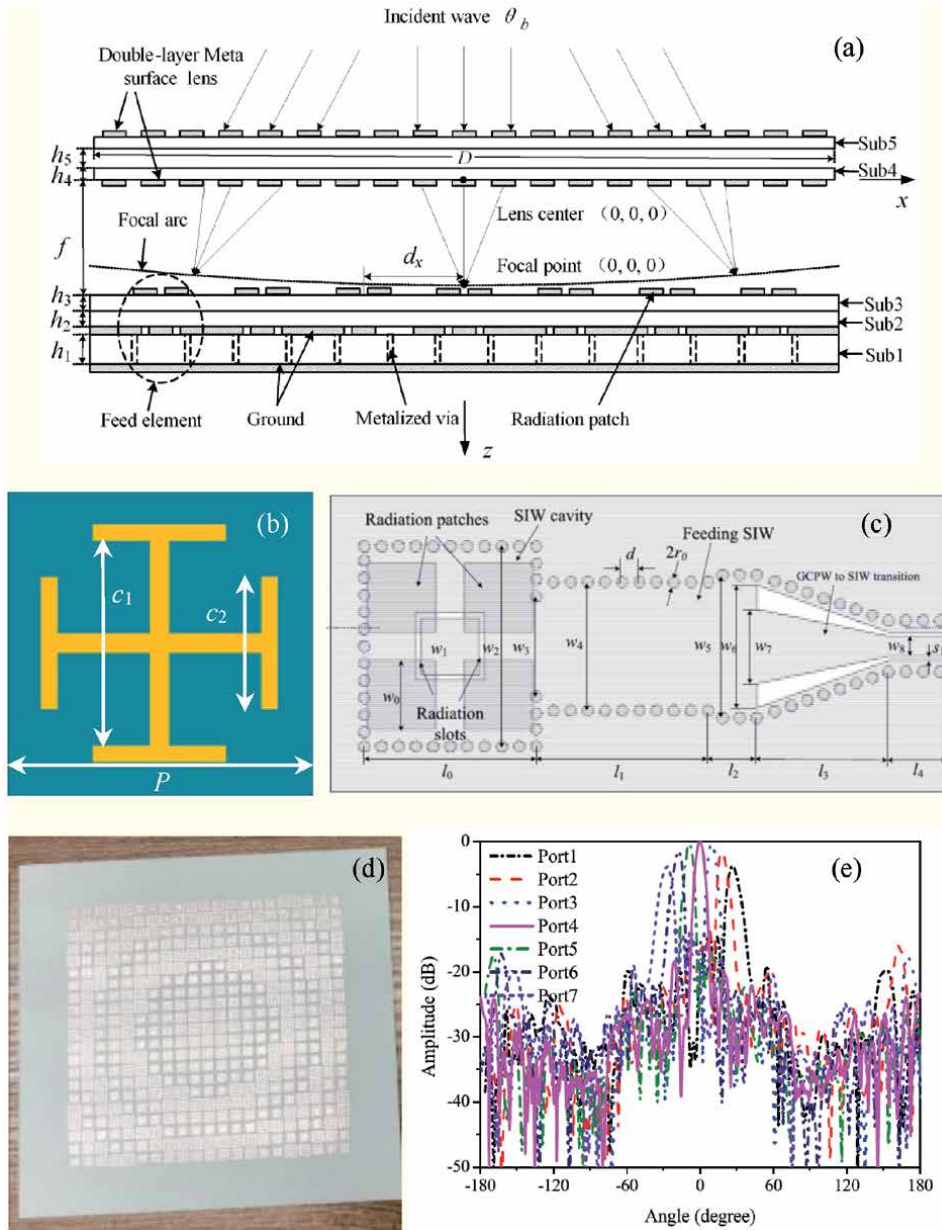 Incident wave θb
(a)
Double-layer Meta
surface lens
h5
D
Sub5
h4
Sub4
x
Lens center (0, 0, 0)
Focal arc
f
dx
Focal point (0, 0, 0)
h3
Sub3
h2
Sub2
h1
Sub1
Feed element
Ground
Metalized via
Radiation patch
z
(b)
c1
c2
P
(c)
Radiation patches
SIW cavity
Feeding SIW
d
2r0
GCPW to SIW transition
w1
w2
w3
w4
w5
w6
w7
w8
w0
Radiation
slots
l0
l1
l2
l3
l4
(d)
(e)
0
-10
-20
-30
-40
-50
Amplitude (dB)
Port1
Port2
Port3
Port4
Port5
Port6
Port7
-180
-120
-60
0
60
120
180
Angle (degree)